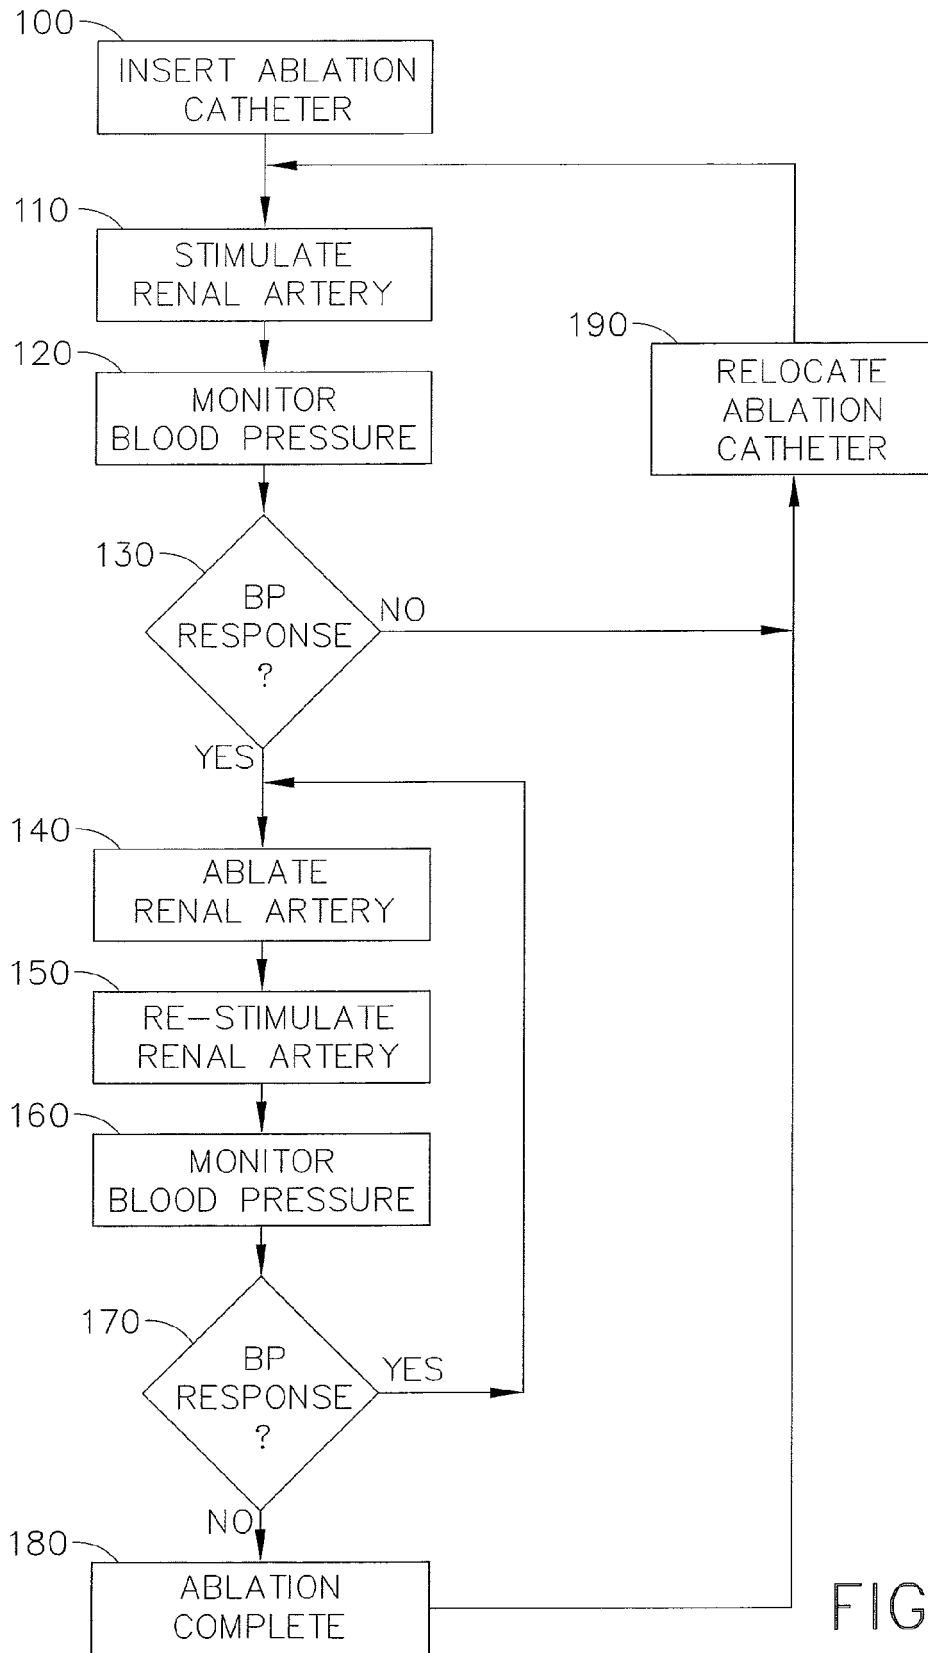 100
INSERT ABLATION
CATHETER
110
STIMULATE
RENAL ARTERY
120
MONITOR
BLOOD PRESSURE
190
RELOCATE
ABLATION
CATHETER
130
BP
RESPONSE
?
NO
YES
140
ABLATE
RENAL ARTERY
150
RE-STIMULATE
RENAL ARTERY
160
MONITOR
BLOOD PRESSURE
170
BP
RESPONSE
?
YES
NO
180
ABLATION
COMPLETE
FIG